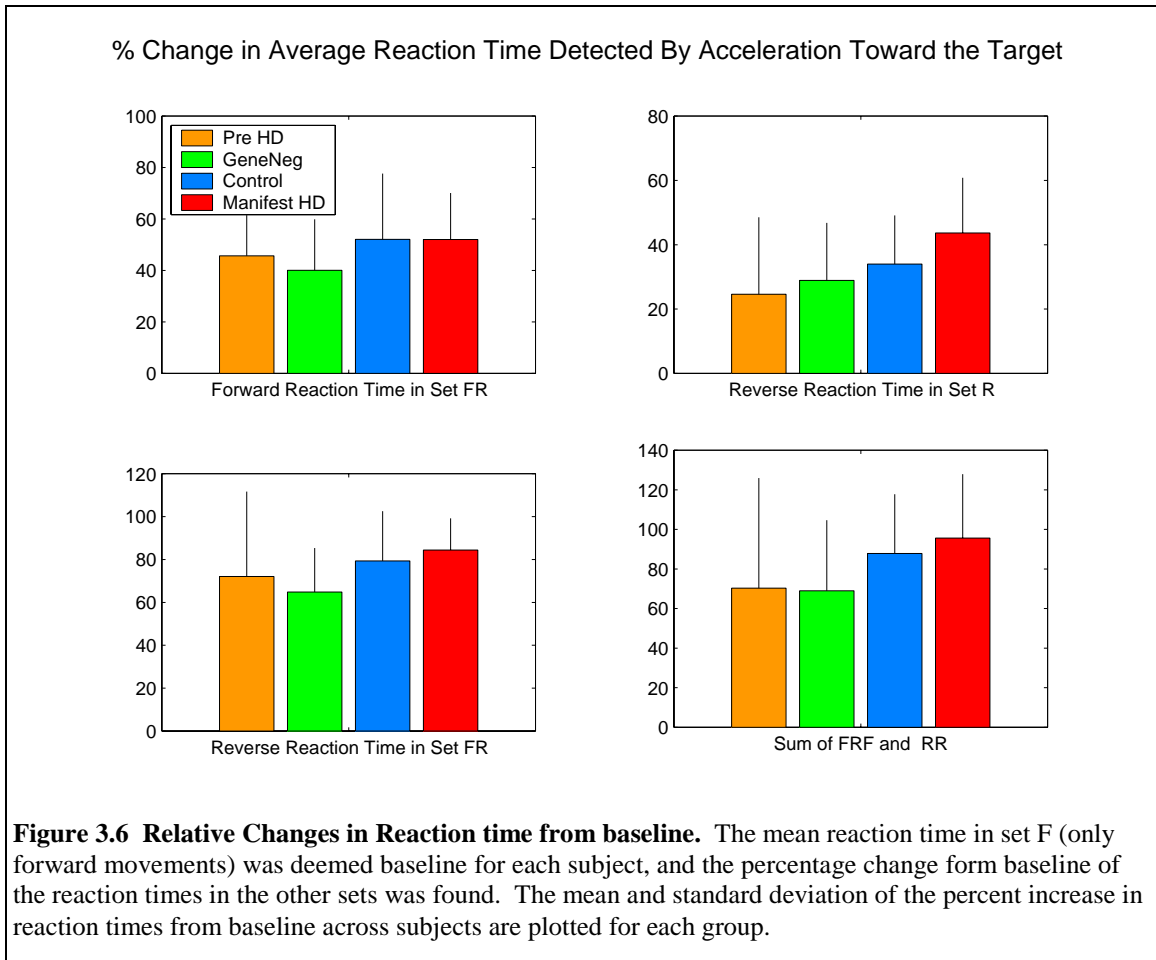 % Change in Average Reaction Time Detected By Acceleration Toward the Target
100
80
60
40
20
0
Pre HD
GeneNeg
Control
Manifest HD
Forward Reaction Time in Set FR
80
60
40
20
0
Reverse Reaction Time in Set R
120
100
80
60
40
20
0
Reverse Reaction Time in Set FR
140
120
100
80
60
40
20
0
Sum of FRF and RR
Figure 3.6 Relative Changes in Reaction time from baseline. The mean reaction time in set F (only
forward movements) was deemed baseline for each subject, and the percentage change form baseline of
the reaction times in the other sets was found. The mean and standard deviation of the percent increase in
reaction times from baseline across subjects are plotted for each group.